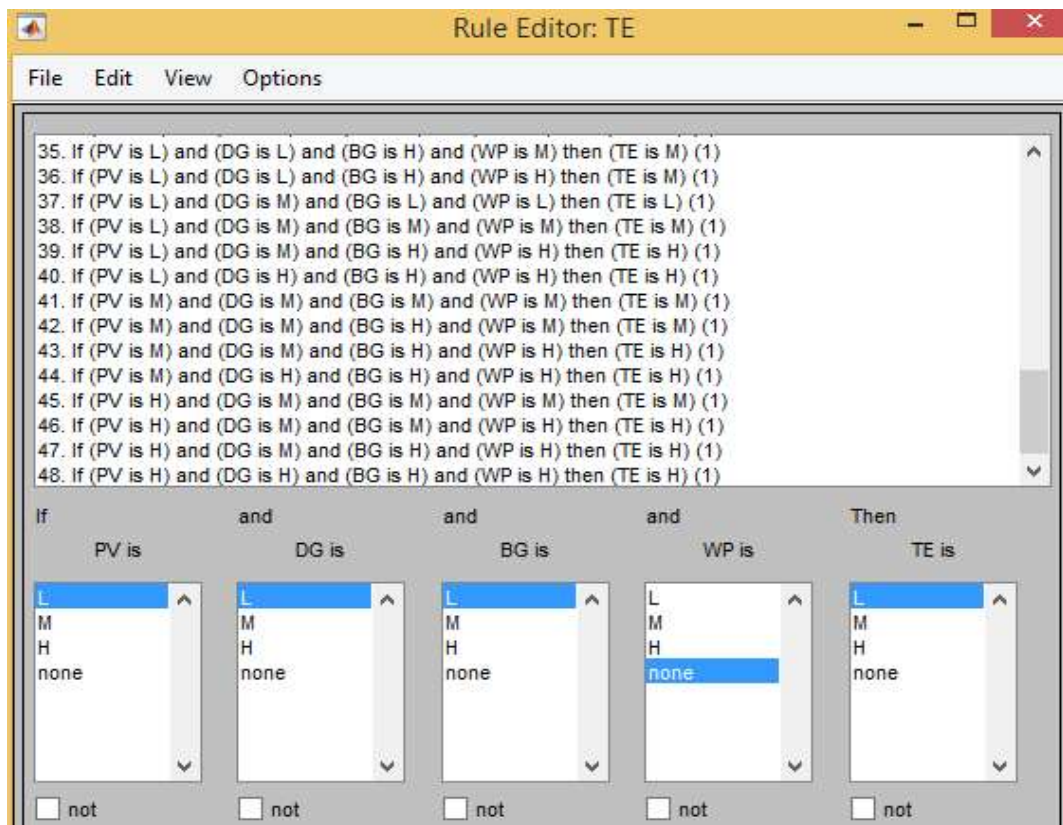 Rule Editor: TE
File Edit View Options
35. If (PV is L) and (DG is L) and (BG is H) and (WP is M) then (TE is M) (1)
36. If (PV is L) and (DG is L) and (BG is H) and (WP is H) then (TE is M) (1)
37. If (PV is L) and (DG is M) and (BG is L) and (WP is L) then (TE is L) (1)
38. If (PV is L) and (DG is M) and (BG is M) and (WP is M) then (TE is M) (1)
39. If (PV is L) and (DG is M) and (BG is H) and (WP is H) then (TE is H) (1)
40. If (PV is L) and (DG is H) and (BG is H) and (WP is H) then (TE is H) (1)
41. If (PV is M) and (DG is M) and (BG is M) and (WP is M) then (TE is M) (1)
42. If (PV is M) and (DG is M) and (BG is H) and (WP is M) then (TE is M) (1)
43. If (PV is M) and (DG is M) and (BG is H) and (WP is H) then (TE is H) (1)
44. If (PV is M) and (DG is H) and (BG is H) and (WP is H) then (TE is H) (1)
45. If (PV is H) and (DG is M) and (BG is M) and (WP is M) then (TE is M) (1)
46. If (PV is H) and (DG is M) and (BG is M) and (WP is H) then (TE is H) (1)
47. If (PV is H) and (DG is M) and (BG is H) and (WP is H) then (TE is H) (1)
48. If (PV is H) and (DG is H) and (BG is H) and (WP is H) then (TE is H) (1)
If and and and Then
PV is DG is BG is WP is TE is
L L L L L
M M M M M
H H H H H
none none none none none
not not not not not